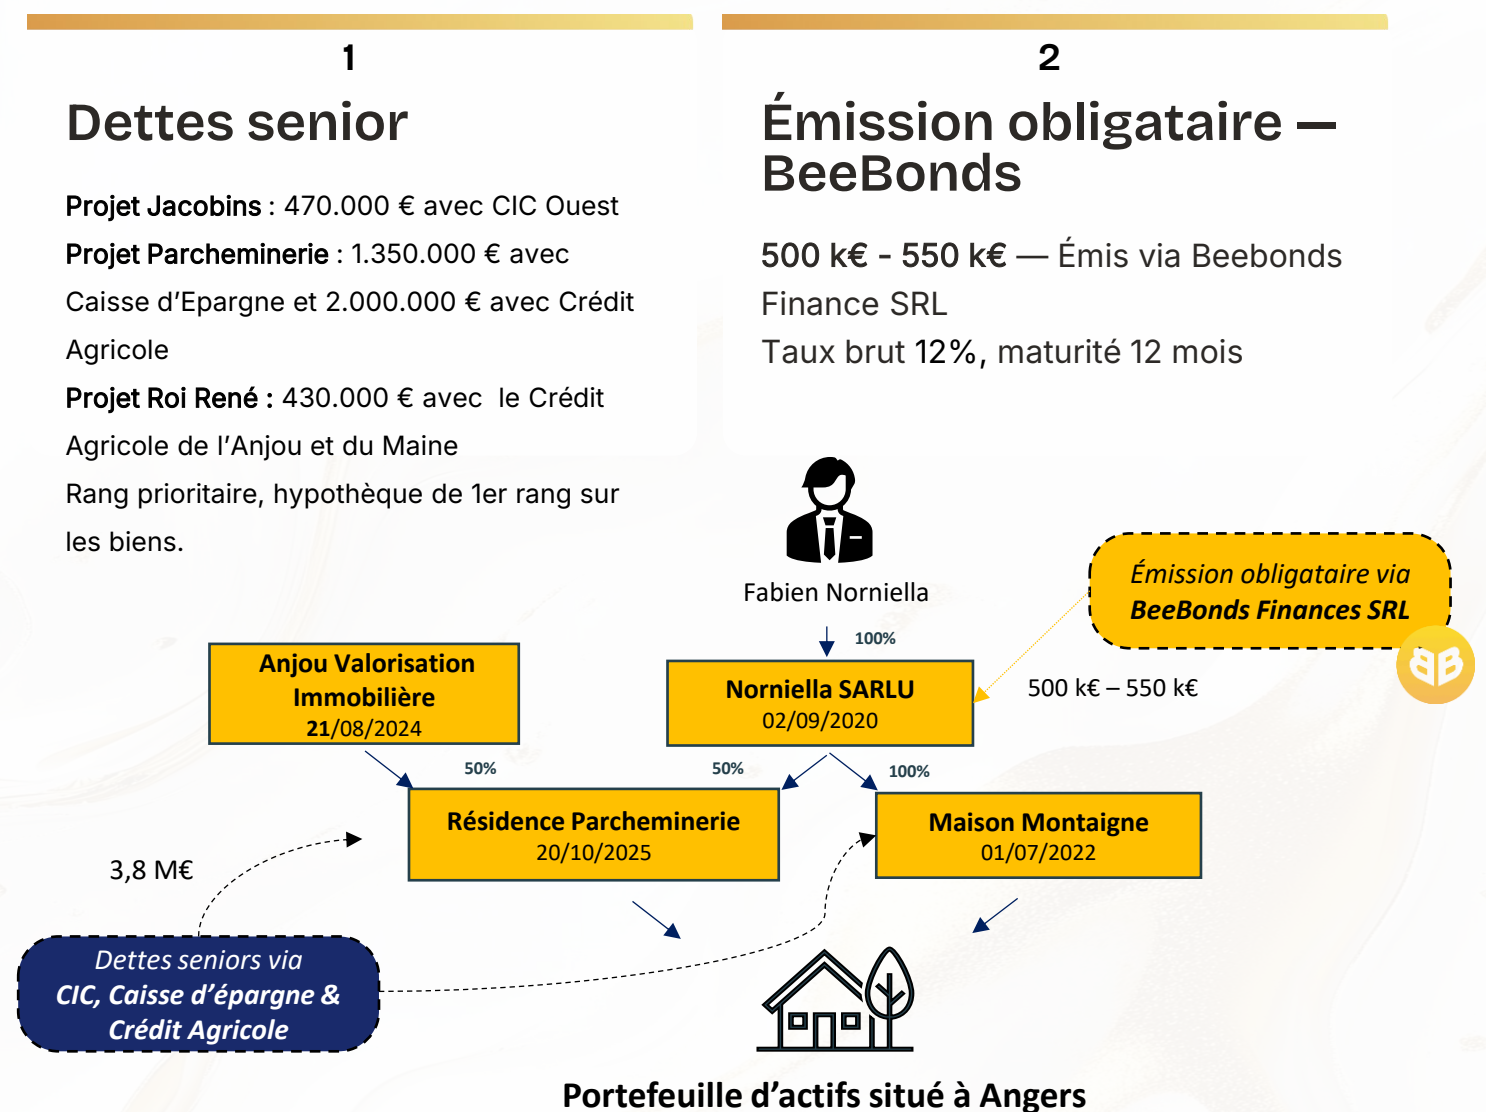 1
Dettes senior
Projet Jacobins : 470.000 € avec CIC Ouest
Projet Parcheminerie : 1.350.000 € avec
Caisse d’Epargne et 2.000.000 € avec Crédit
Agricole
Projet Roi René : 430.000 € avec  le Crédit
Agricole de l’Anjou et du Maine
Rang prioritaire, hypothèque de 1er rang sur
les biens.
2
Émission obligataire —
BeeBonds
500 k€ - 550 k€ — Émis via Beebonds
Finance SRL
Taux brut 12%, maturité 12 mois
Fabien Norniella
100%
Émission obligataire via
BeeBonds Finances SRL
BB
500 k€ – 550 k€
Anjou Valorisation
Immobilière
21/08/2024
Norniella SARLU
02/09/2020
50%
50%
100%
Résidence Parcheminerie
20/10/2025
Maison Montaigne
01/07/2022
3,8 M€
Dettes seniors via
CIC, Caisse d’épargne &
Crédit Agricole
Portefeuille d’actifs situé à Angers